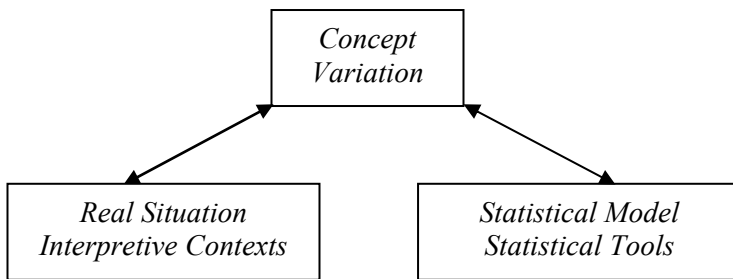 Concept
Variation
Real Situation
Interpretive Contexts
Statistical Model
Statistical Tools